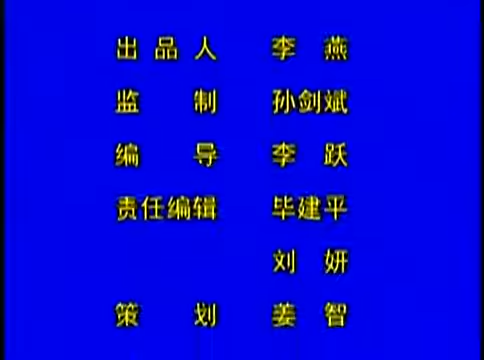 出品人 李燕
监制 孙剑斌
编导 李跃
责任编辑 毕建平
刘妍
策划 姜智